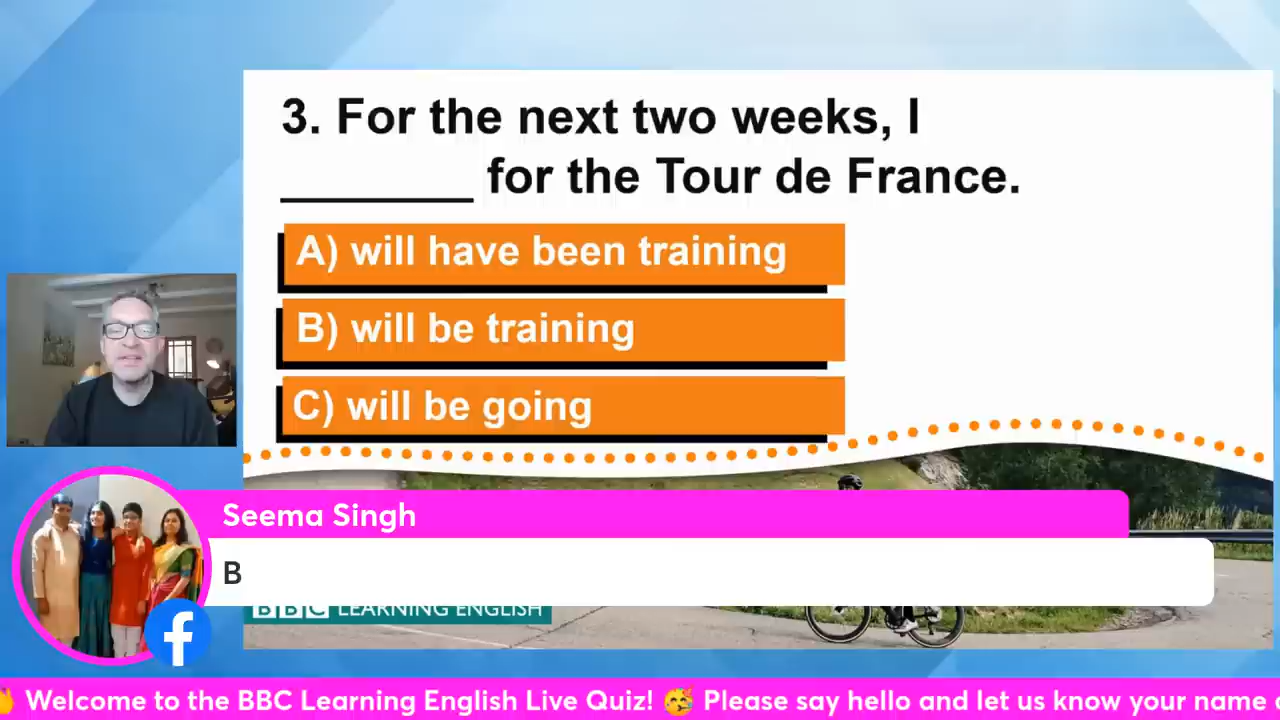 3. For the next two weeks, I
________ for the Tour de France.
A) will have been training
B) will be training
C) will be going
Seema Singh
B
BBC LEARNING ENGLISH
👋 Welcome to the BBC Learning English Live Quiz! 🥳 Please say hello and let us know your name